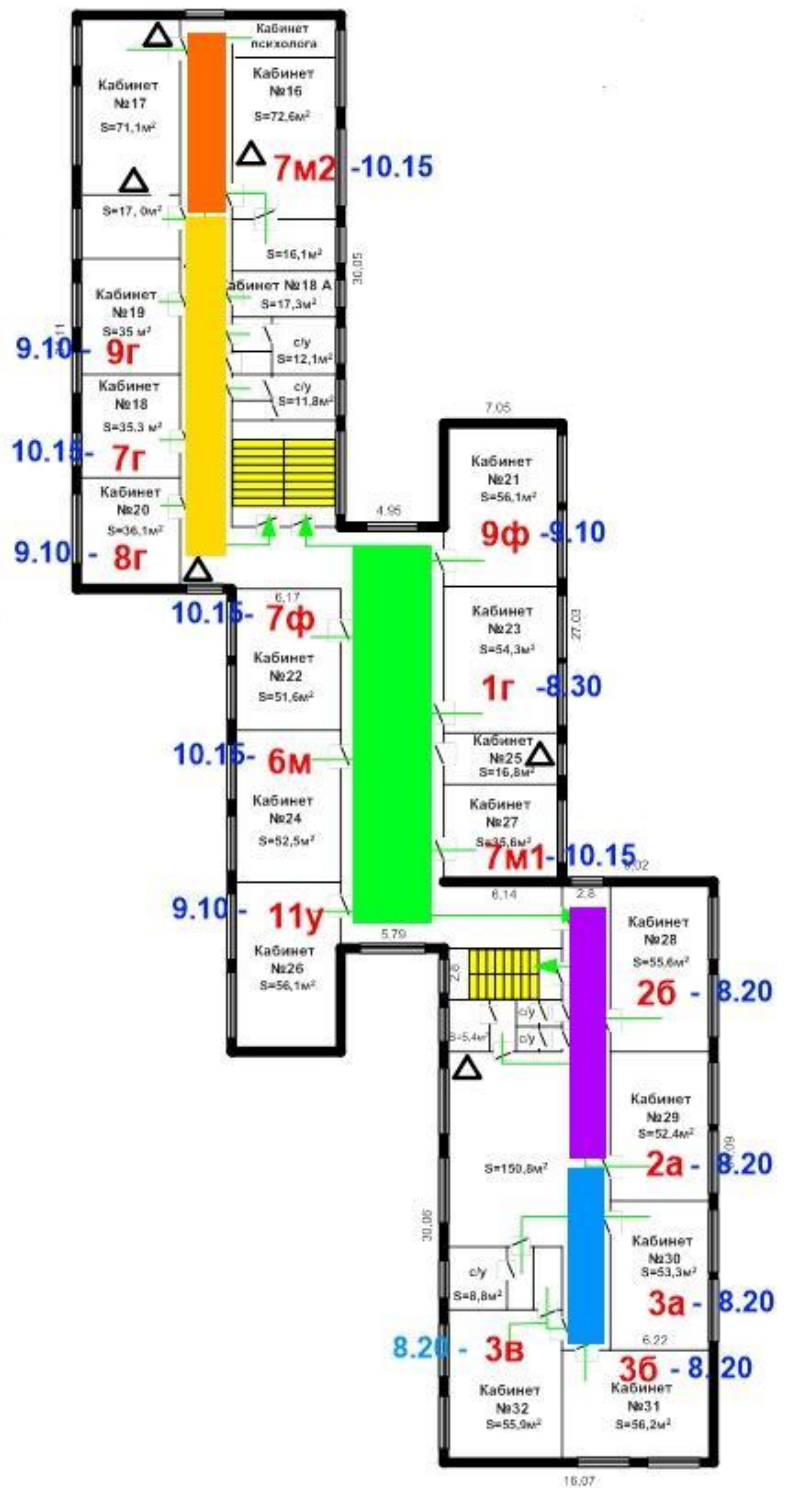 Кабинет
психолога
Кабинет
№17
S=71,1м²
Кабинет
№16
S=72,6м²
7м2 -10.15
S=17,0м²
S=16,1м²
30,05
абинет №18 А
S=17,3м²
Кабинет
№19
S=35 м²
9.10- 9г
11
с/у
S=12,1м²
с/у
S=11,8м²
Кабинет
№18
S=35,3 м²
10.15- 7г
Кабинет
№20
S=36,1м²
9.10 - 8г
7.05
4.95
Кабинет
№21
S=56,1м²
9ф -9.10
6,17
10.15- 7ф
Кабинет
№22
S=51,6м²
Кабинет
№23
S=54,3м²
27,03
1г -8.30
10.15- 6м
Кабинет
№24
S=52,5м²
Кабинет
№25
S=16,8м²
Кабинет
№27
S=35,6м²
7м1- 10.15
9.10 - 11у
Кабинет
№26
S=56,1м²
5.79
6,14
2.8
2,8
Кабинет
№28
S=55,6м²
2б - 8.20
с/у
с/у
S=5,4м²
Кабинет
№29
S=52,4м²
2а - 8.20
S=150,8м²
30,06
Кабинет
№30
S=53,3м²
3а - 8.20
с/у
S=8,8м²
8.20 - 3в
6.22
3б - 8.20
Кабинет
№32
S=55,9м²
Кабинет
№31
S=56,2м²
16,07